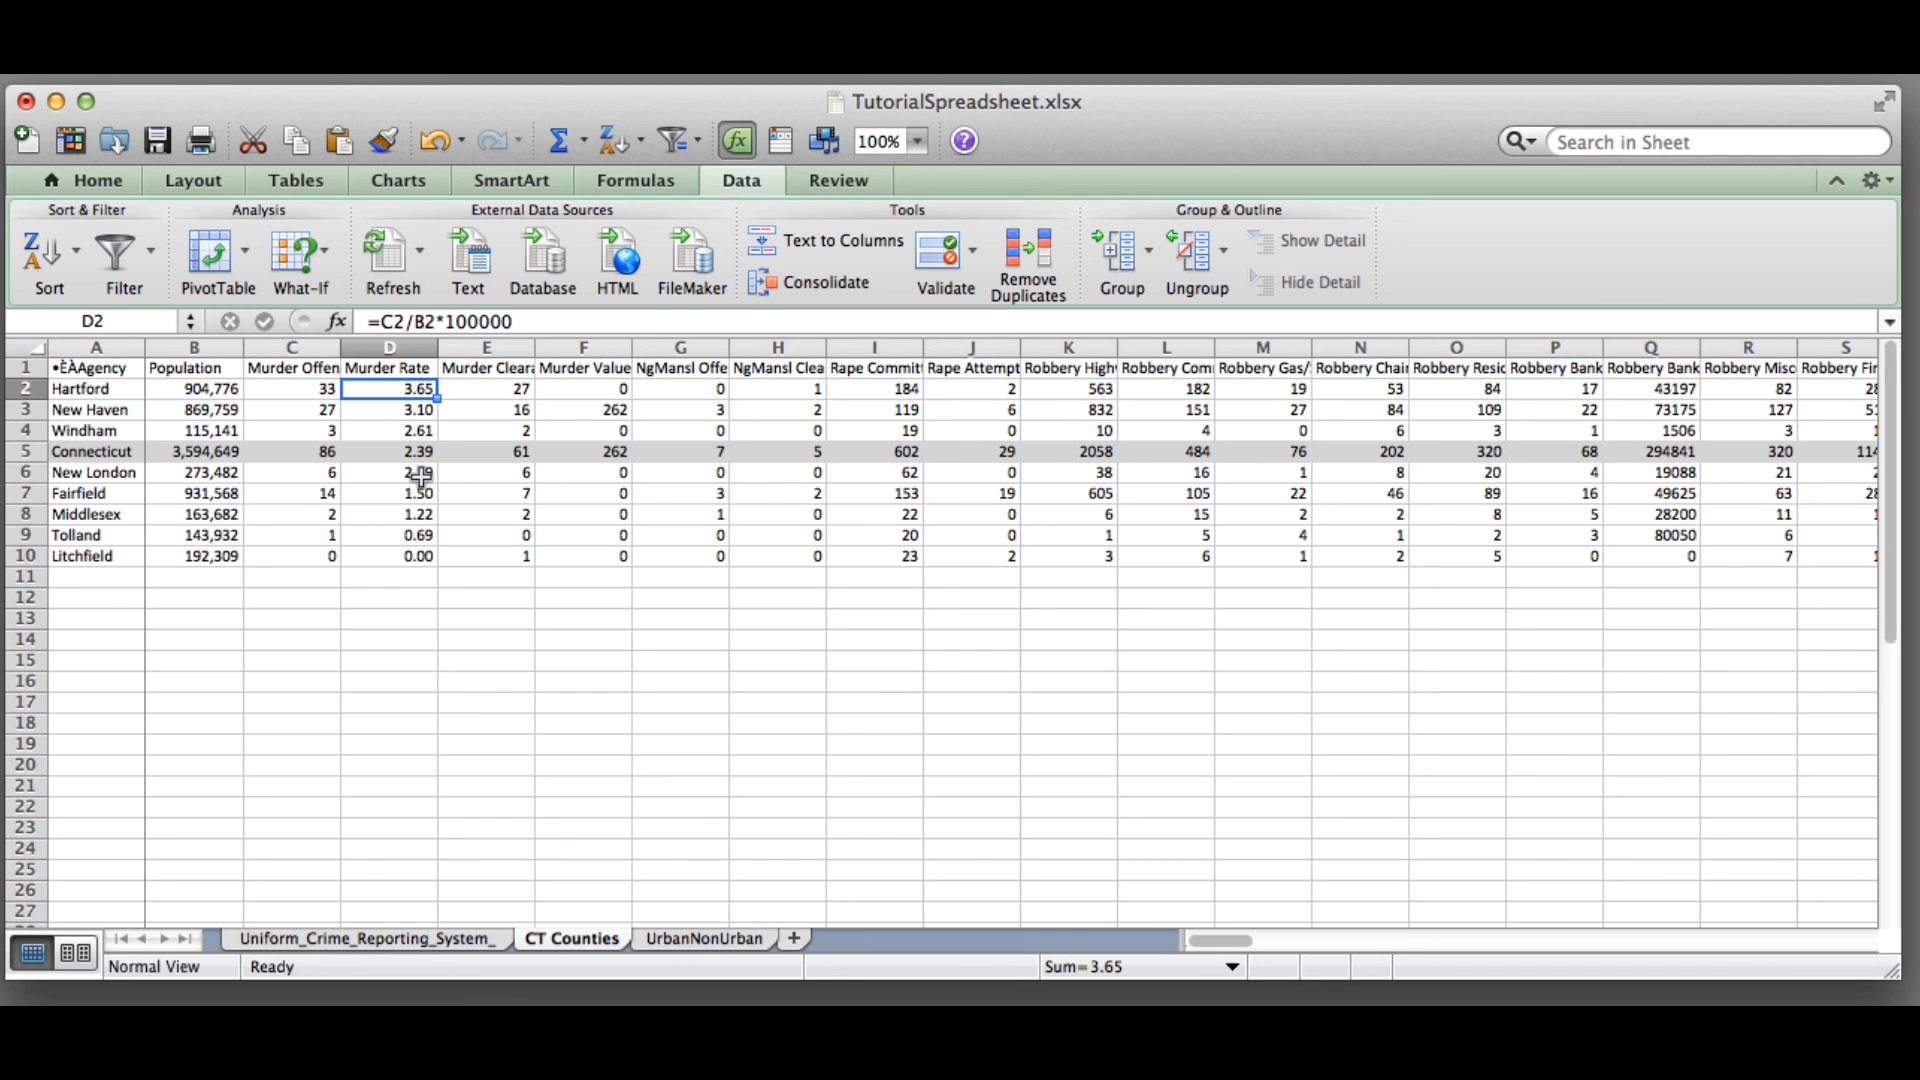 TutorialSpreadsheet.xlsx
100%
Search in Sheet
Home Layout Tables Charts SmartArt Formulas Data Review
Sort & Filter Analysis External Data Sources Tools Group & Outline
Sort Filter PivotTable What-If Refresh Text Database HTML FileMaker Text to Columns Consolidate Validate Remove Duplicates Group Ungroup Show Detail Hide Detail
D2 fx =C2/B2*100000
A B C D E F G H I J K L M N O P Q R S
1 •ÈÀAgency Population Murder Offen Murder Rate Murder Cleara Murder Value NgMansl Offe NgMansl Clea Rape Committ Rape Attempt Robbery High Robbery Com Robbery Gas/ Robbery Chair Robbery Resi Robbery Bank Robbery Bank Robbery Misc Robbery Fir
2 Hartford 904,776 33 3.65 27 0 0 1 184 2 563 182 19 53 84 17 43197 82 28
3 New Haven 869,759 27 3.10 16 262 3 2 119 6 832 151 27 84 109 22 73175 127 51
4 Windham 115,141 3 2.61 2 0 0 0 19 0 10 4 0 6 3 1 1506 3 1
5 Connecticut 3,594,649 86 2.39 61 262 7 5 602 29 2058 484 76 202 320 68 294841 320 114
6 New London 273,482 6 6 0 0 0 62 0 38 16 1 8 20 4 19088 21 2
7 Fairfield 931,568 14 1.50 7 0 3 2 153 19 605 105 22 46 89 16 49625 63 28
8 Middlesex 163,682 2 1.22 2 0 1 0 22 0 6 15 2 2 8 5 28200 11 1
9 Tolland 143,932 1 0.69 0 0 0 0 20 0 1 5 4 1 2 3 80050 6
10 Litchfield 192,309 0 0.00 1 0 0 0 23 2 3 6 1 2 5 0 0 7 1
11
12
13
14
15
16
17
18
19
20
21
22
23
24
25
26
27
Uniform_Crime_Reporting_System_ CT Counties UrbanNonUrban
Normal View Ready Sum=3.65